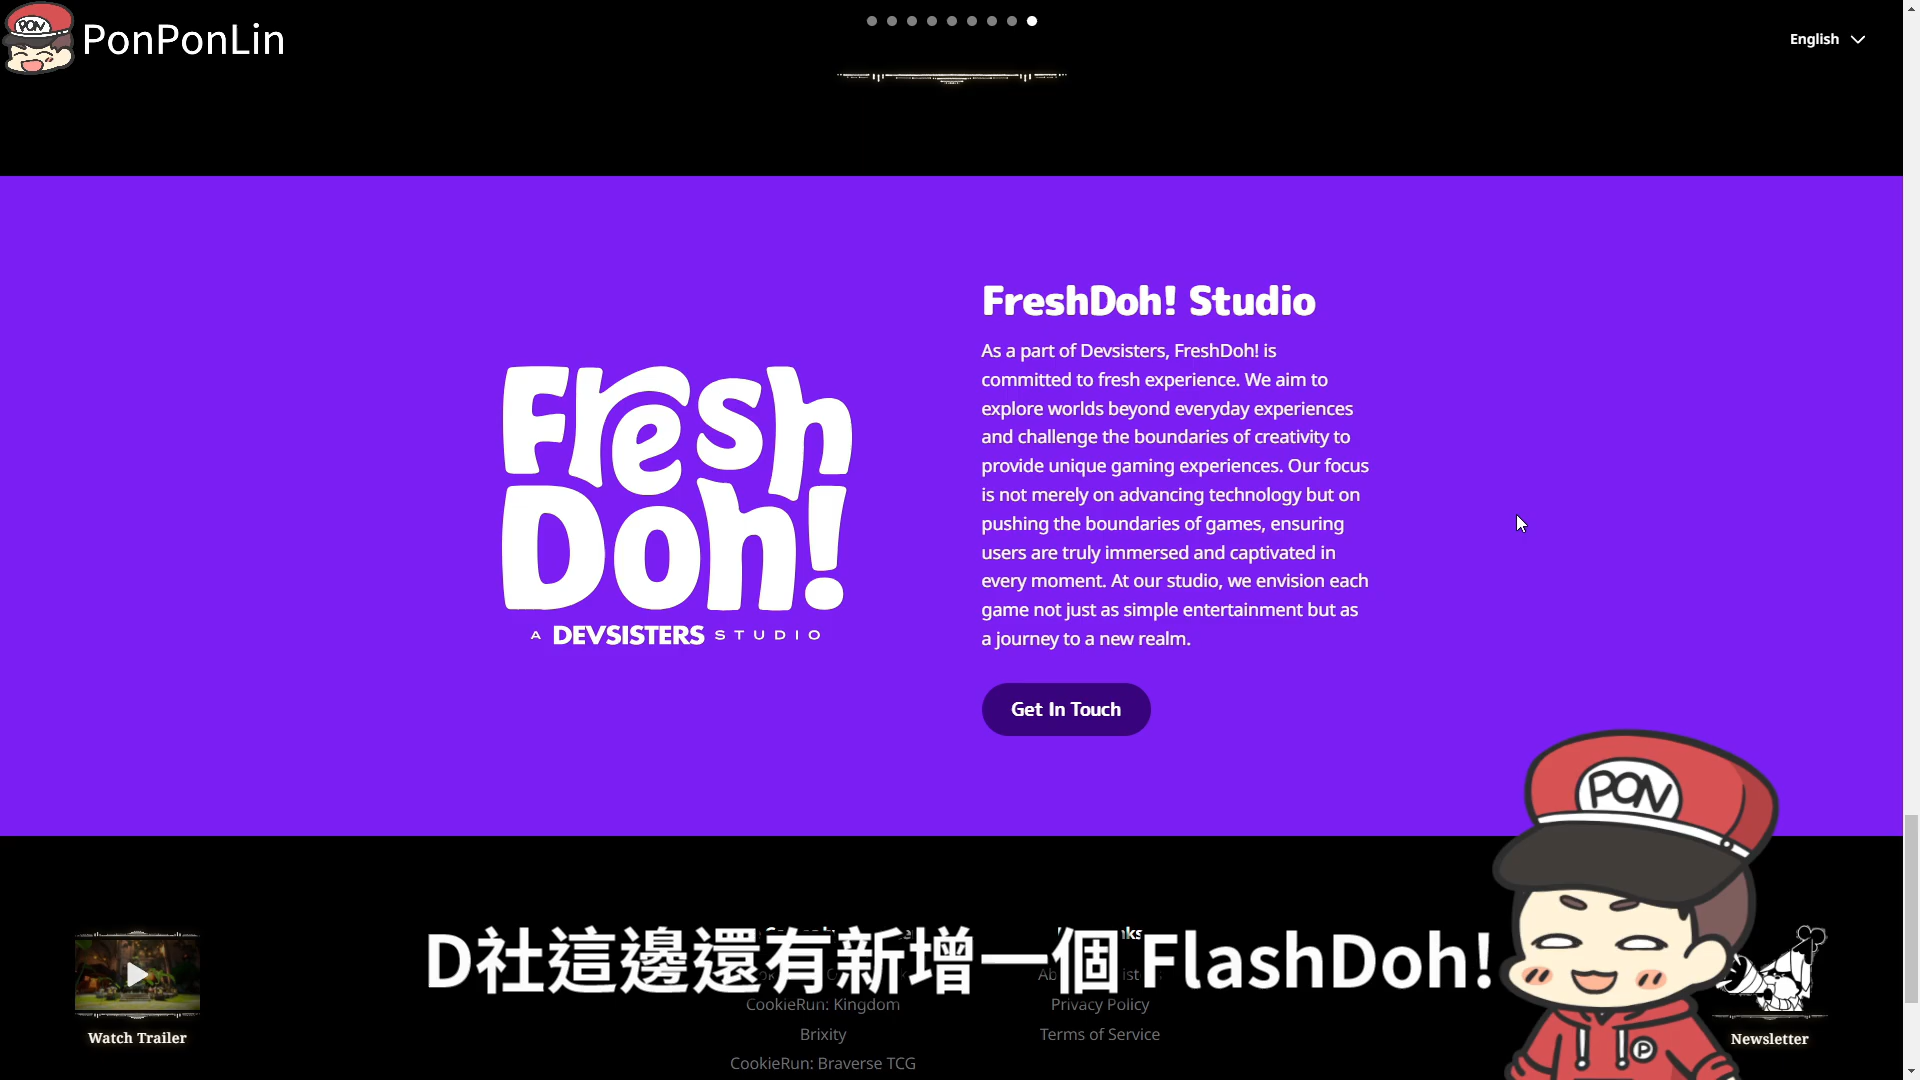 PON
PonPonLin
English
FreshDoh! Studio
As a part of Devsisters, FreshDoh! is
committed to fresh experience. We aim to
explore worlds beyond everyday experiences
and challenge the boundaries of creativity to
provide unique gaming experiences. Our focus
is not merely on advancing technology but on
pushing the boundaries of games, ensuring
users are truly immersed and captivated in
every moment. At our studio, we envision each
game not just as simple entertainment but as
a journey to a new realm.
Get In Touch
Fresh
Doh!
A DEVSISTERS STUDIO
PON
D社這邊還有新增一個 FlashDoh!
CookieRun: Kingdom
Brixity
CookieRun: Braverse TCG
Privacy Policy
Terms of Service
Watch Trailer
Newsletter
P